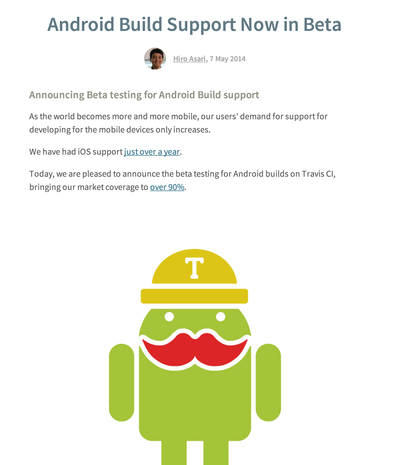 Android Build Support Now in Beta
Hiro Asari, 7 May 2014
Announcing Beta testing for Android Build support
As the world becomes more and more mobile, our users' demand for support for
developing for the mobile devices only increases.
We have had iOS support just over a year.
Today, we are pleased to announce the beta testing for Android builds on Travis CI,
bringing our market coverage to over 90%.
T